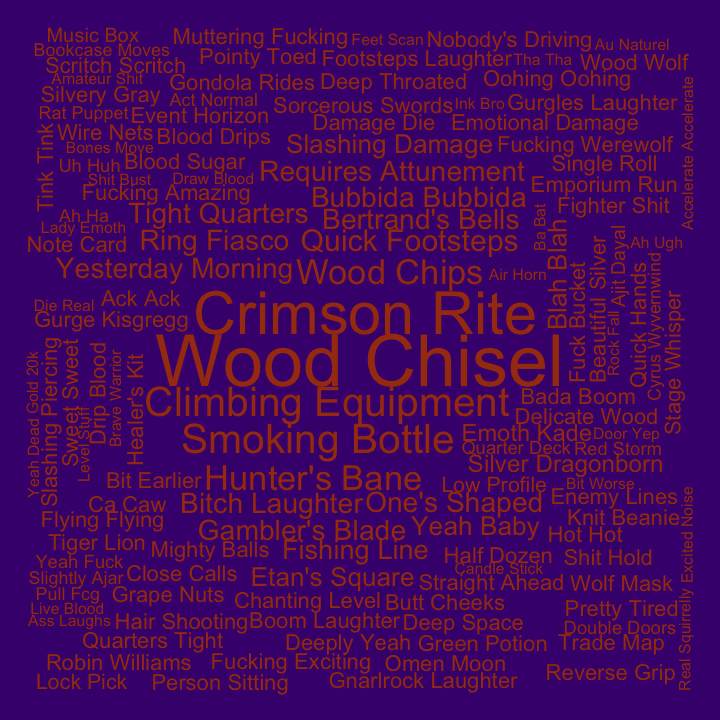 Music Box
Muttering Fucking
Feet Scan
Nobody's Driving
Au Naturel
Bookcase Moves
Pointy Toed
Footsteps Laughter
Tha Tha
Wood Wolf
Scritch Scritch
Amateur Shit
Gondola Rides
Deep Throated
Oohing Oohing
Silvery Gray
Act Normal
Sorcerous Swords
Ink Bro
Gurgles Laughter
Accelerate Accelerate
Rat Puppet
Event Horizon
Damage Die
Emotional Damage
Tink Tink
Wire Nets
Blood Drips
Slashing Damage
Fucking Werewolf
Bones Move
Uh Huh
Blood Sugar
Requires Attunement
Single Roll
Shit Bust
Draw Blood
Emporium Run
Fucking Amazing
Bubbida Bubbida
Fighter Shit
Ah Ha
Tight Quarters
Bertrand's Bells
Ba Bat
Lady Emoth
Note Card
Ring Fiasco
Quick Footsteps
Blah Blah
Ah Ugh
Yesterday Morning
Wood Chips
Air Horn
Fuck Bucket
Beautiful Silver
Rock Fall
Ajit Dayal
Quick Hands
Cyrus Wyvernwind
Stage Whisper
Die Real
Ack Ack
Gurge Kisgregg
Crimson Rite
Wood Chisel
Yeah Dead Gold 20k
Slashing Piercing
Sweet Sweet
Level Stuff
Drip Blood
Brave Warrior
Healer's Kit
Climbing Equipment
Bada Boom
Delicate Wood
Smoking Bottle
Emoth Kade
Door Yep
Quarter Deck
Red Storm
Silver Dragonborn
Hunter's Bane
Bit Earlier
Low Profile
Bit Worse
Enemy Lines
Ca Caw
Bitch Laughter
One's Shaped
Knit Beanie
Flying Flying
Gambler's Blade
Yeah Baby
Hot Hot
Tiger Lion
Mighty Balls
Fishing Line
Half Dozen
Shit Hold
Yeah Fuck
Candle Stick
Slightly Ajar
Close Calls
Etan's Square
Straight Ahead
Wolf Mask
Pull Fcg
Grape Nuts
Chanting Level
Butt Cheeks
Live Blood
Pretty Tired
Ass Laughs
Hair Shooting
Boom Laughter
Deep Space
Double Doors
Real Squirrelly Excited Noise
Quarters Tight
Deeply Yeah
Green Potion
Trade Map
Robin Williams
Fucking Exciting
Omen Moon
Reverse Grip
Lock Pick
Person Sitting
Gnarlrock Laughter